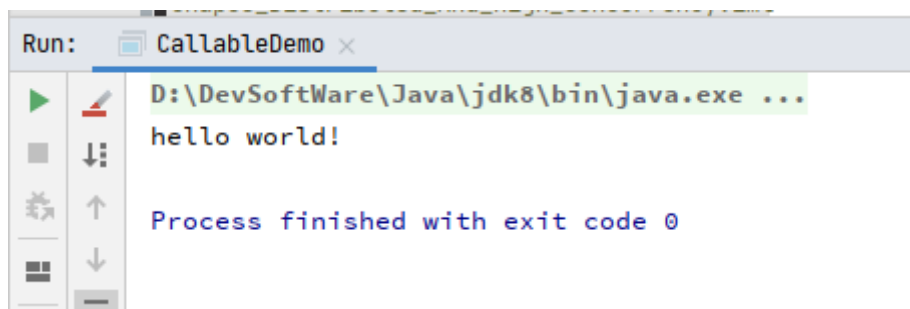 Run: CallableDemo
D:\DevSoftWare\Java\jdk8\bin\java.exe ...
hello world!
Process finished with exit code 0